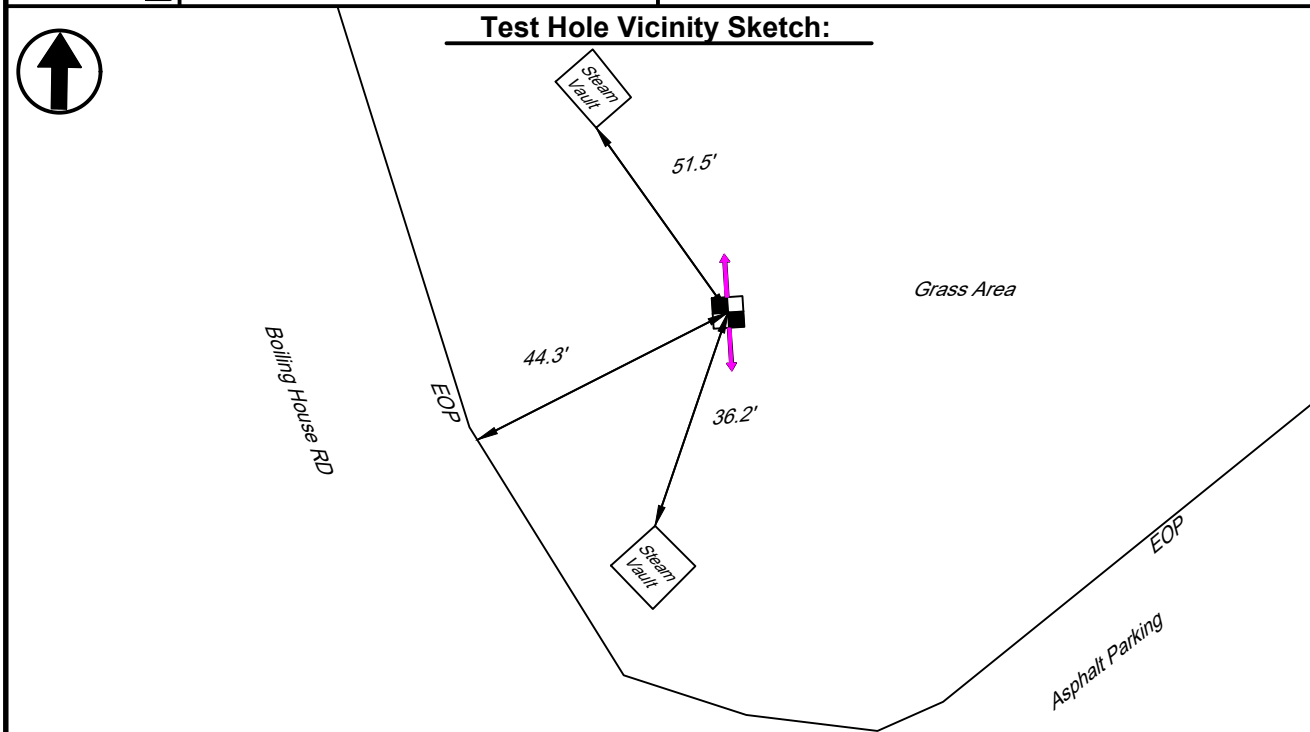 Test Hole Vicinity Sketch:
Steam
Vault
51.5'
Grass Area
44.3'
Boiling House RD
EOP
36.2'
Steam
Vault
EOP
Asphalt Parking